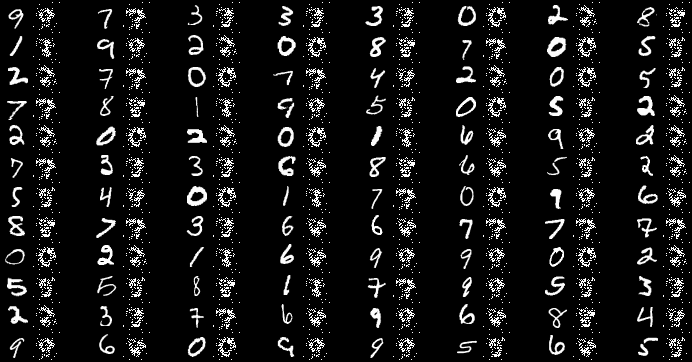 9 7 3 3 3 0 2 8
1 9 2 0 8 7 0 5
2 7 0 7 4 2 0 5
7 8 1 9 5 0 5 2
2 0 2 0 1 6 9 2
7 3 3 6 8 6 5 2
5 4 0 1 7 0 9 6
8 7 3 6 6 7 7 7
0 2 1 6 9 9 0 2
5 5 8 1 7 9 5 3
2 3 7 6 9 6 8 4
9 6 0 9 9 5 6 5